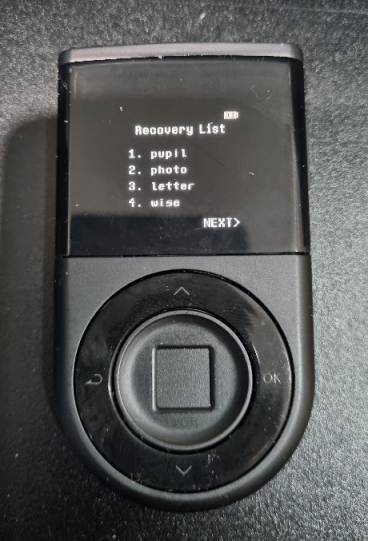 Recovery List
1. pupil
2. photo
3. letter
4. wise
NEXT>
OK